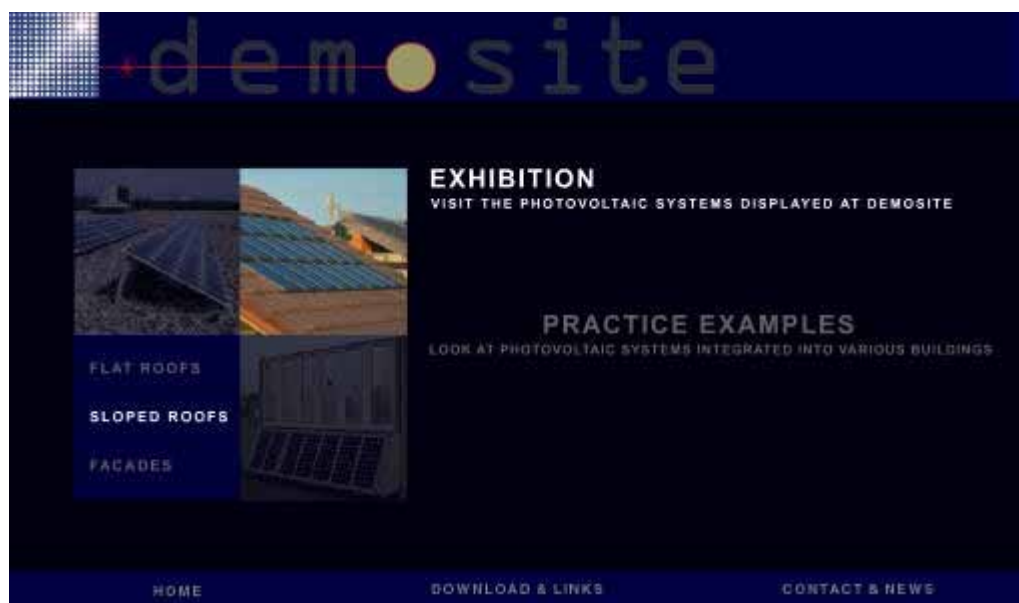 demosite
EXHIBITION
VISIT THE PHOTOVOLTAIC SYSTEMS DISPLAYED AT DEMOSITE
PRACTICE EXAMPLES
LOOK AT PHOTOVOLTAIC SYSTEMS INTEGRATED INTO VARIOUS BUILDINGS
FLAT ROOFS
SLOPED ROOFS
FACADES
HOME
DOWNLOAD & LINKS
CONTACT & NEWS